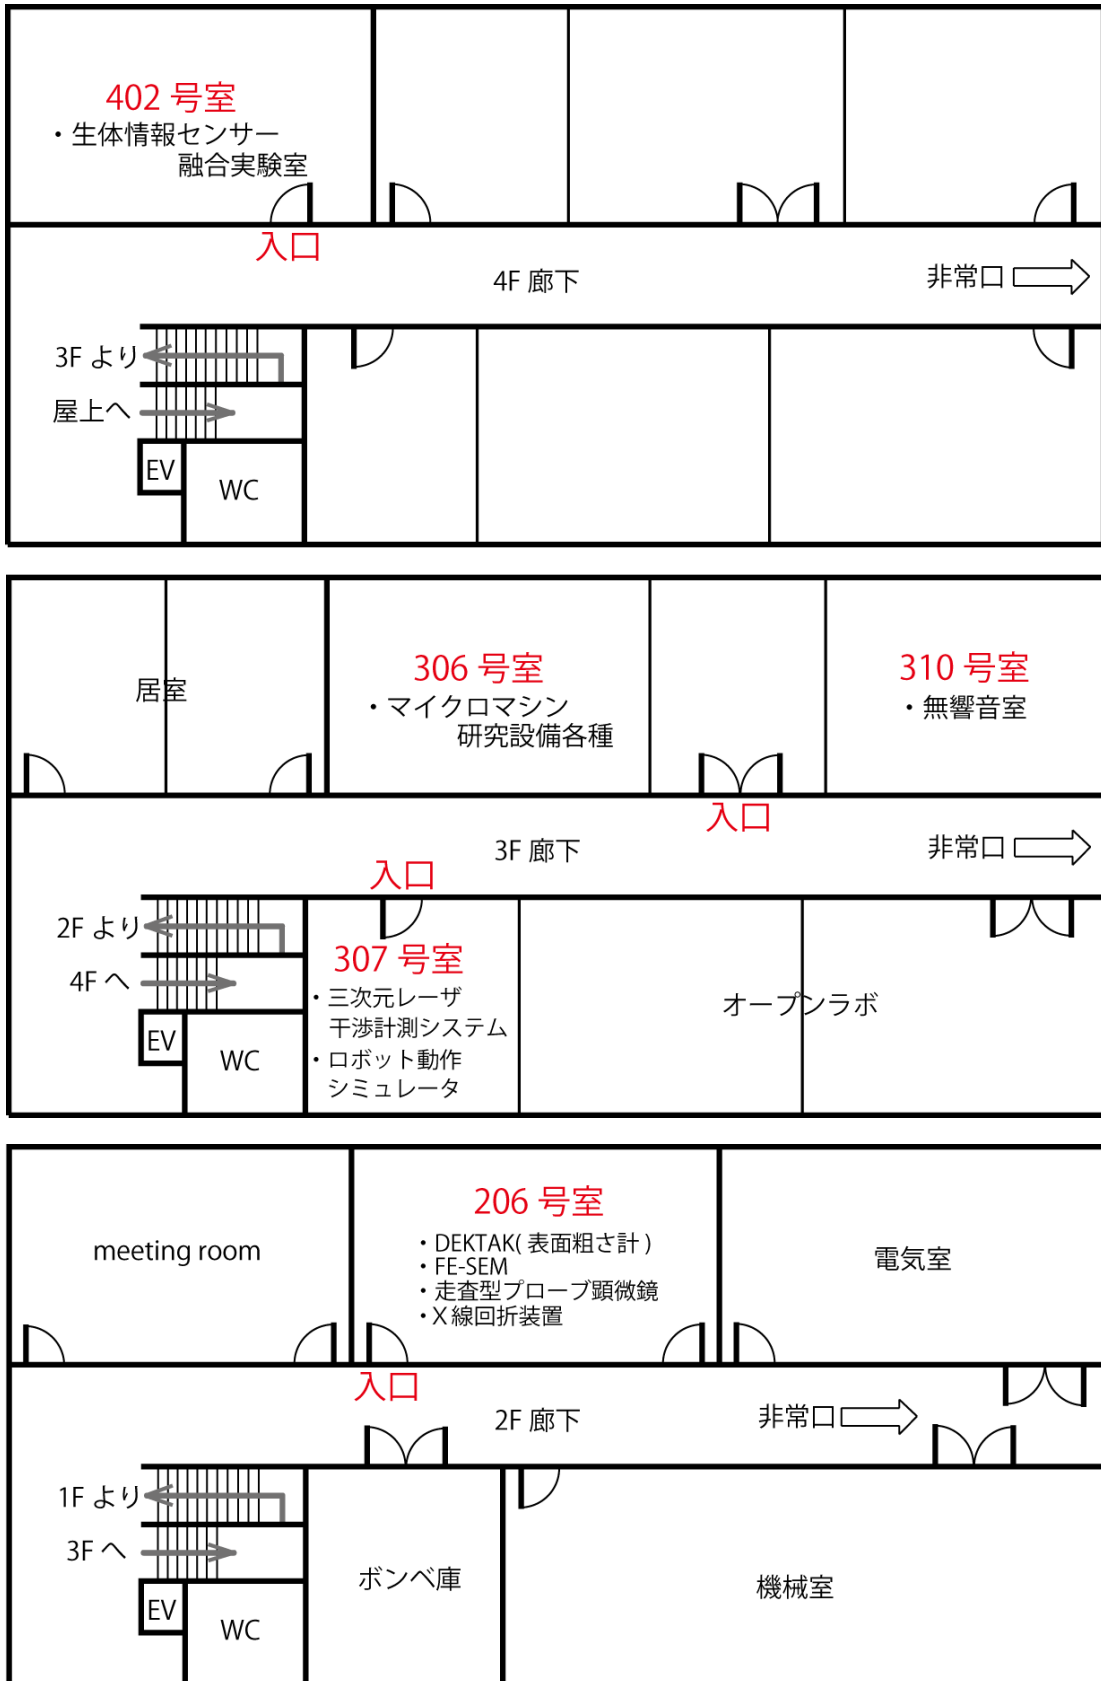 402 号室
・生体情報センサー
融合実験室
入口
4F 廊下
非常口
3F より
屋上へ
EV
WC
居室
306 号室
・マイクロマシン
研究設備各種
310 号室
・無響音室
入口
3F 廊下
非常口
入口
2F より
4F へ
307 号室
・三次元レーザ
干渉計測システム
・ロボット動作
シミュレータ
オープンラボ
EV
WC
meeting room
206 号室
・DEKTAK( 表面粗さ計 )
・FE-SEM
・走査型プローブ顕微鏡
・X 線回折装置
電気室
入口
2F 廊下
非常口
1F より
3F へ
ボンベ庫
機械室
EV
WC